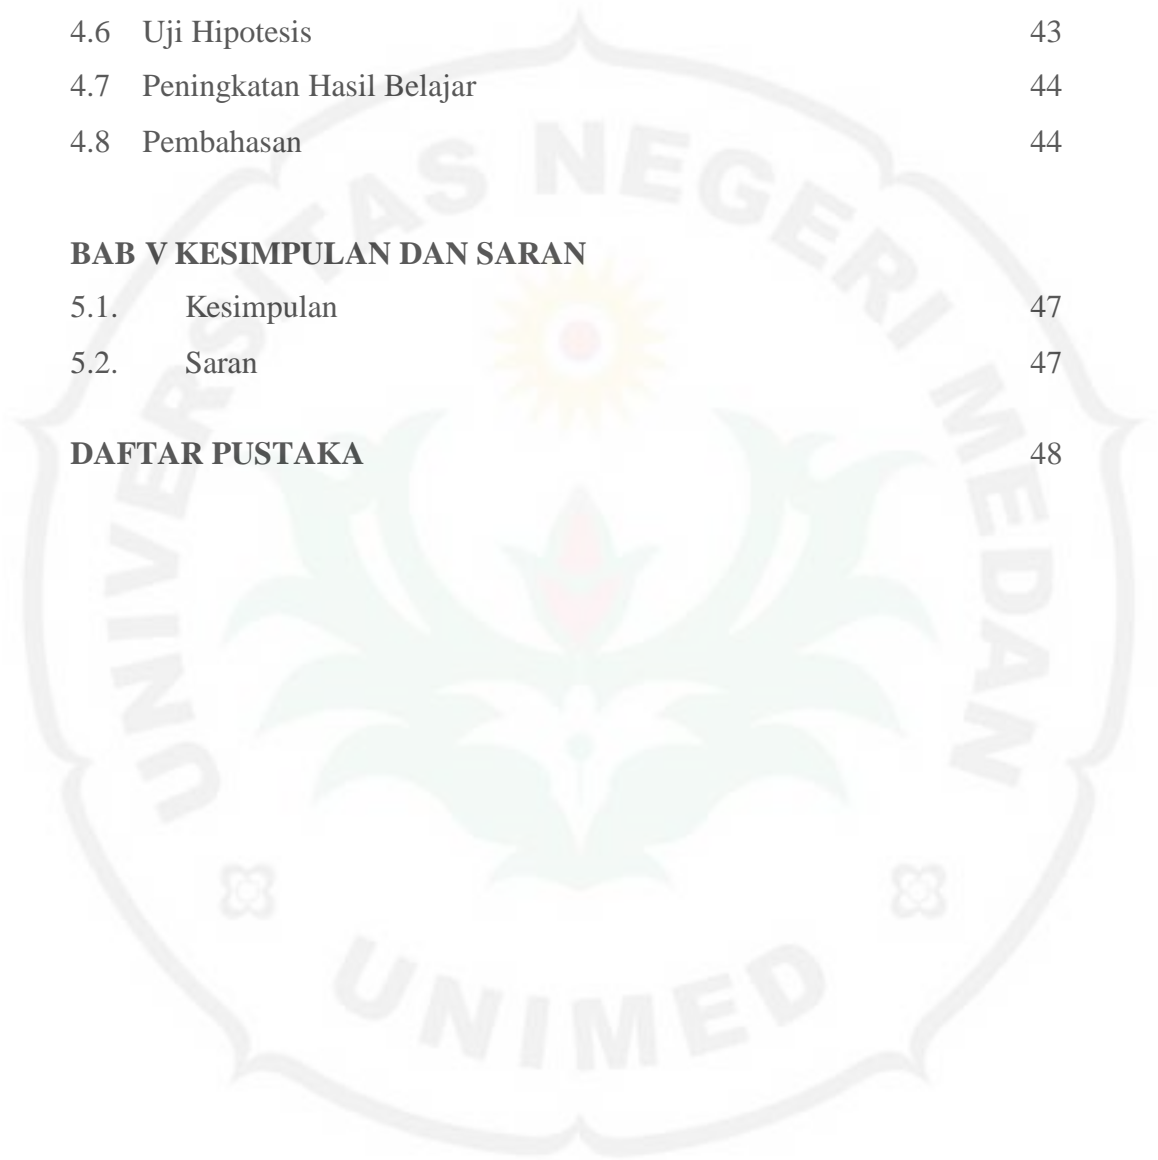 4.6 Uji Hipotesis 43
4.7 Peningkatan Hasil Belajar 44
4.8 Pembahasan 44
BAB V KESIMPULAN DAN SARAN
5.1. Kesimpulan 47
5.2. Saran 47
DAFTAR PUSTAKA 48
UNIVERSITAS NEGERI MEDAN
UNIMED